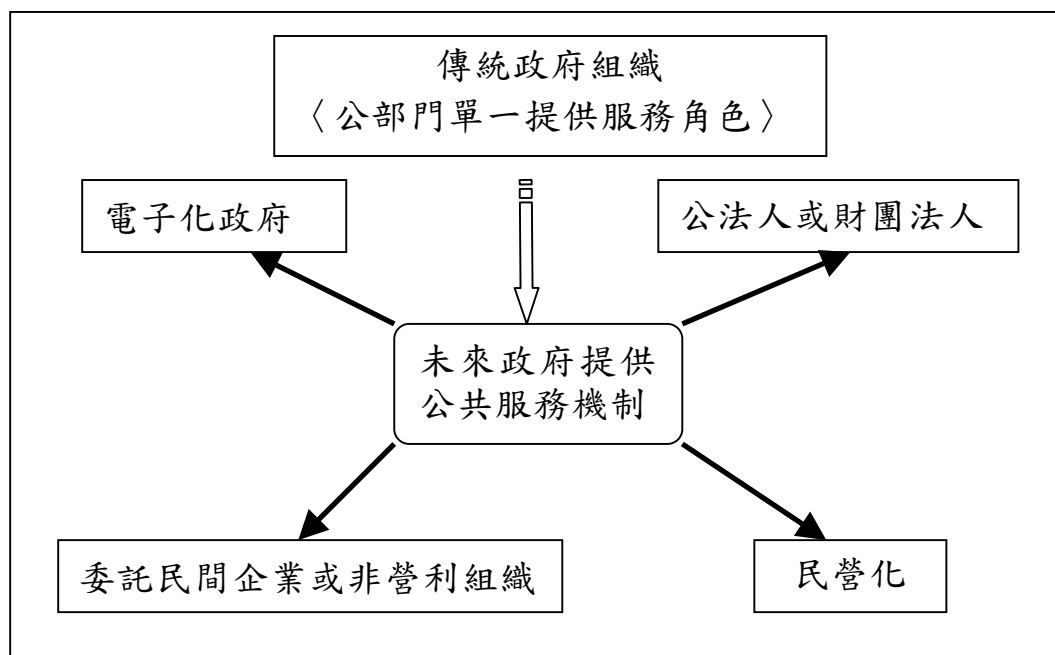 傳統政府組織
〈公部門單一提供服務角色〉
電子化政府
公法人或財團法人
未來政府提供
公共服務機制
委託民間企業或非營利組織
民營化